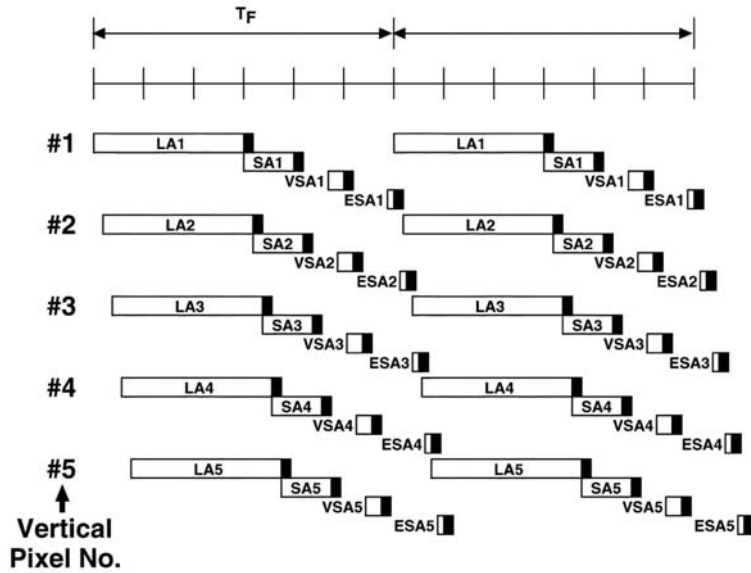 TF
#1 LA1 LA1
SA1 SA1
VSA1 VSA1
ESA1 ESA1
#2 LA2 LA2
SA2 SA2
VSA2 VSA2
ESA2 ESA2
#3 LA3 LA3
SA3 SA3
VSA3 VSA3
ESA3 ESA3
#4 LA4 LA4
SA4 SA4
VSA4 VSA4
ESA4 ESA4
#5 LA5 LA5
SA5 SA5
VSA5 VSA5
ESA5 ESA5
Vertical
Pixel No.